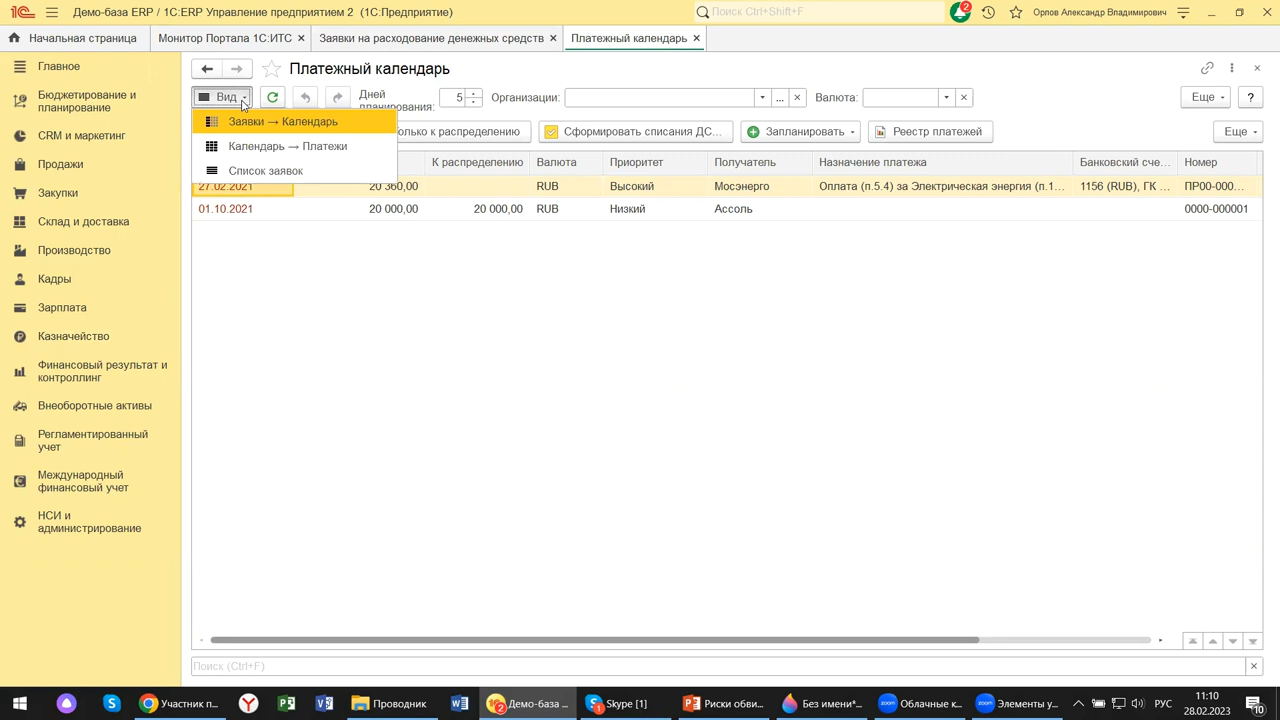 Демо-база ERP / 1С:ERP Управление предприятием 2 (1С:Предприятие)
Поиск Ctrl+Shift+F
2
Орлов Александр Владимирович
Начальная страница
Монитор Портала 1С:ИТС
Заявки на расходование денежных средств
Платежный календарь
Главное
Бюджетирование и
планирование
CRM и маркетинг
Продажи
Закупки
Склад и доставка
Производство
Кадры
Зарплата
Казначейство
Финансовый результат и
контроллинг
Внеоборотные активы
Регламентированный
учет
Международный
финансовый учет
НСИ и
администрирование
Платежный календарь
Вид
Дней
планирования:
5
Организации:
...
Валюта:
Еще
?
Заявки → Календарь
Календарь → Платежи
Список заявок
к распределению
Сформировать списания ДС...
Запланировать
Реестр платежей
Еще
К распределению
Валюта
Приоритет
Получатель
Назначение платежа
Банковский сче...
Номер
27.02.2021
20 360,00
RUB
Высокий
Мосэнерго
Оплата (п.5.4) за Электрическая энергия (п.1...
1156 (RUB), ГК ...
ПР00-000...
01.10.2021
20 000,00
20 000,00
RUB
Низкий
Ассоль
0000-000001
Поиск (Ctrl+F)
Участник п...
Проводник
Демо-база ...
Skype [1]
Риски обви...
Без имени*...
Облачные к...
Элементы у...
РУС
11:10
28.02.2023
10